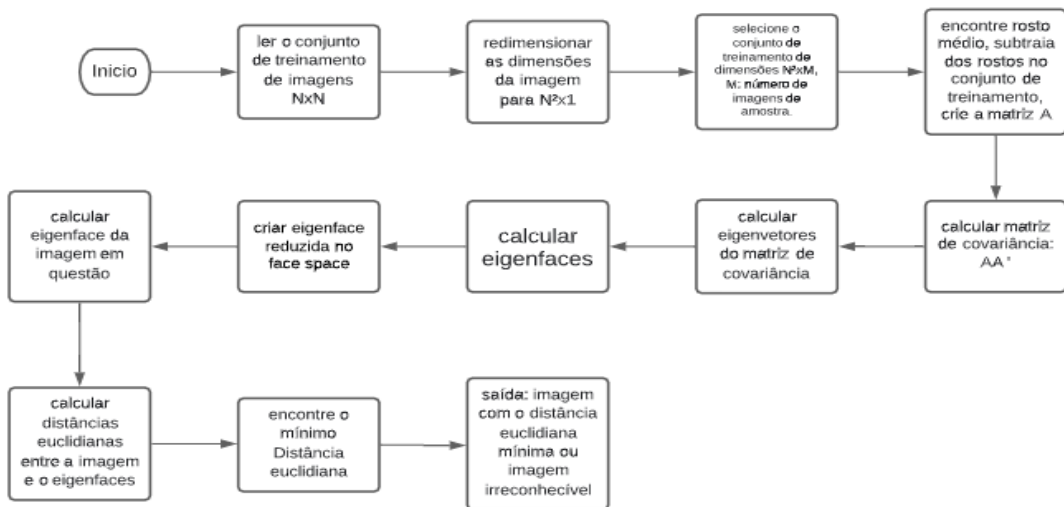 Inicio
ler o conjunto
de treinamento
de imagens
NxN
redimensionar
as dimensões
da imagem
para N²x1
selecione o
conjunto de
treinamento
de dimensões N²xM,
M: número de
imagens de
amostra.
encontre rosto
médio, subtraia
dos rostos no
conjunto de
treinamento,
crie a matriz A
calcular matriz
de covariância:
AA'
calcular
eigenvetores
do matriz de
covariância
calcular
eigenfaces
criar eigenface
reduzida no
face space
calcular
eigenface da
imagem em
questão
calcular
distâncias
euclidianas
entre a imagem
e o eigenfaces
encontre o
mínimo
Distância
euclidiana
saída: imagem
com o distância
euclidiana
mínima ou
imagem
irreconhecível